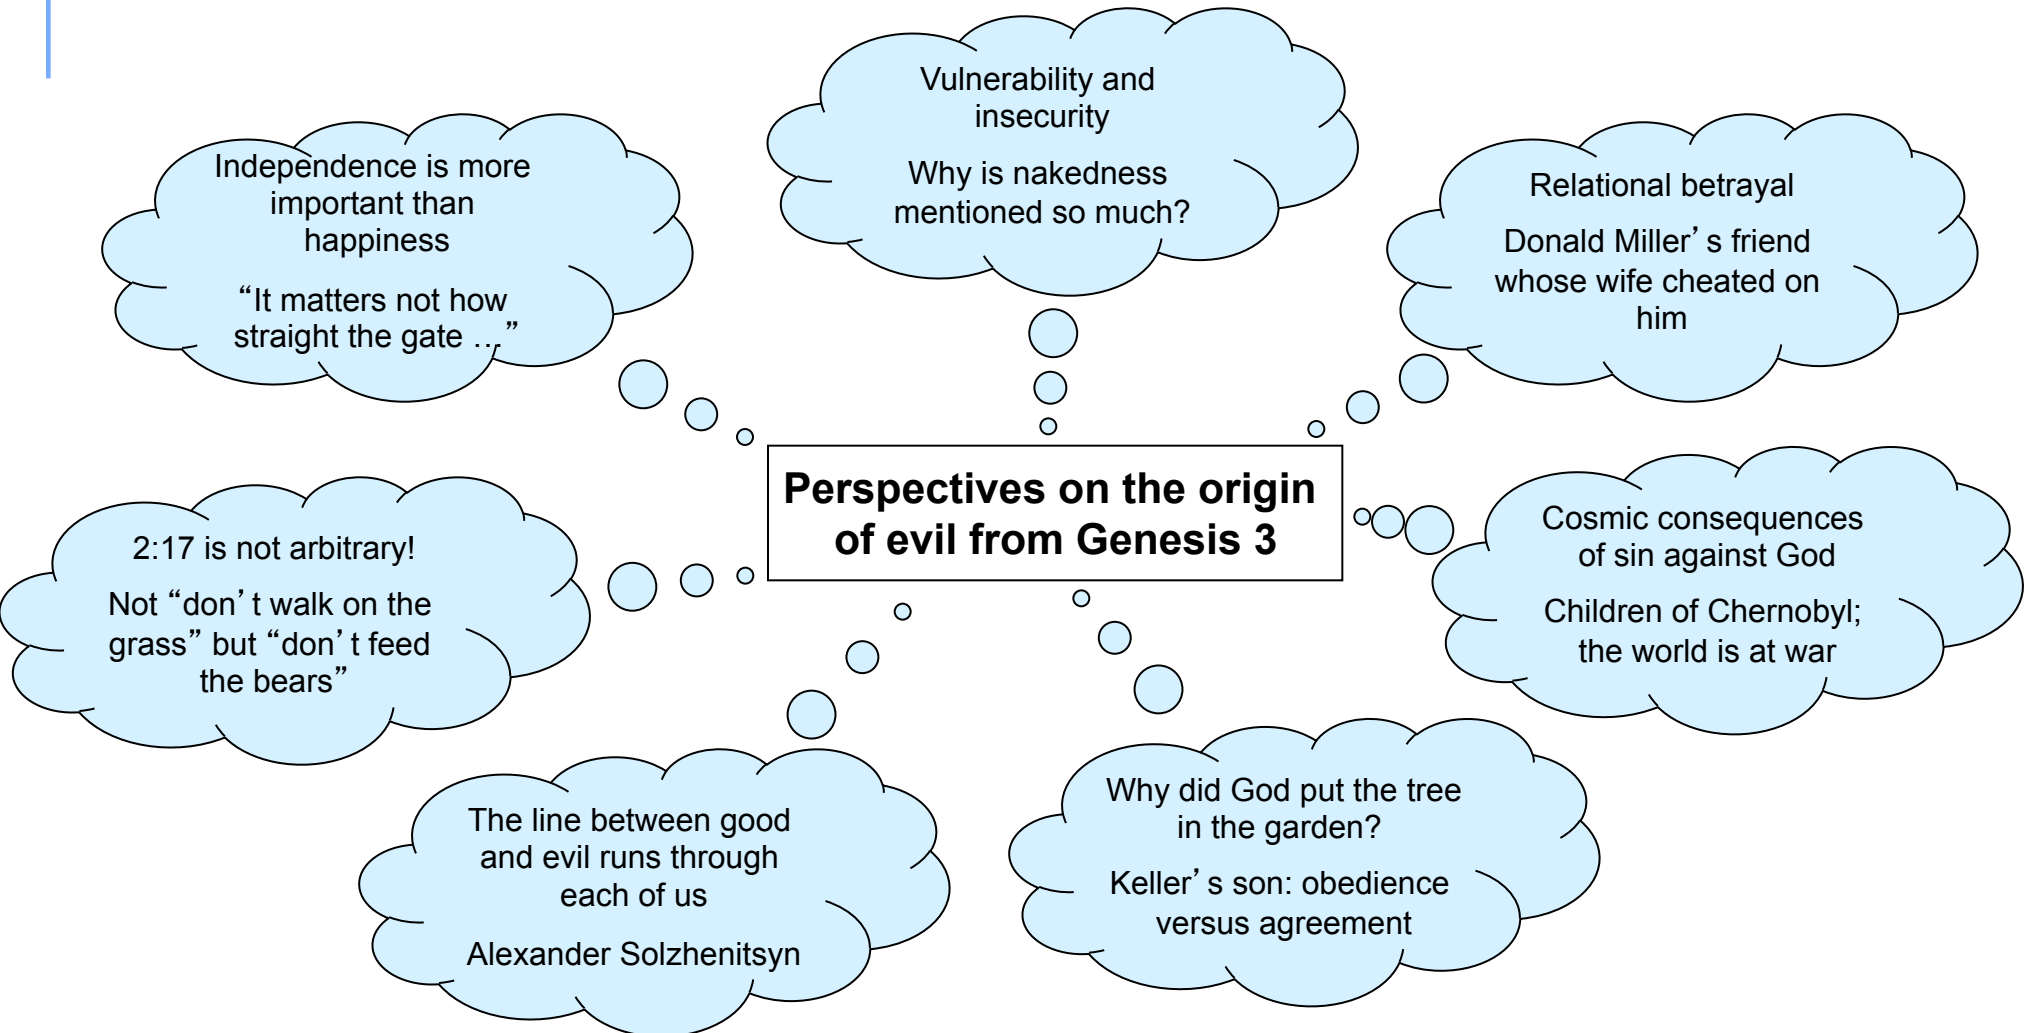 Vulnerability and
insecurity
Why is nakedness
mentioned so much?
Independence is more
important than
happiness
“It matters not how
straight the gate …”
Relational betrayal
Donald Miller’s friend
whose wife cheated on
him
Perspectives on the origin
of evil from Genesis 3
2:17 is not arbitrary!
Not “don’t walk on the
grass” but “don’t feed
the bears”
Cosmic consequences
of sin against God
Children of Chernobyl;
the world is at war
The line between good
and evil runs through
each of us
Alexander Solzhenitsyn
Why did God put the tree
in the garden?
Keller’s son: obedience
versus agreement